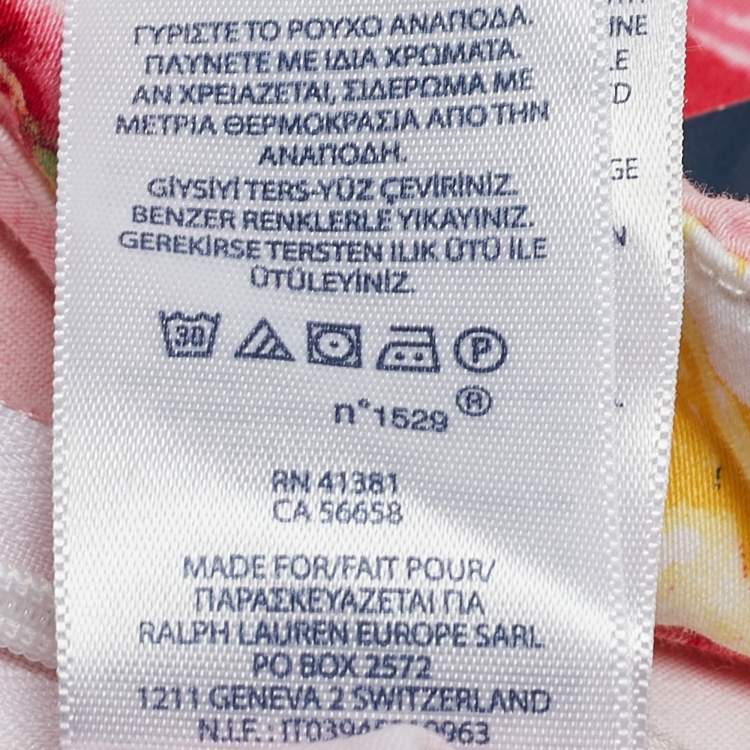 ΓΥΡΙΣΤΕ ΤΟ ΡΟΥΧΟ ΑΝΑΠΟΔΑ.
ΠΛΥΝΕΤΕ ΜΕ ΙΔΙΑ ΧΡΩΜΑΤΑ.
ΑΝ ΧΡΕΙΑΖΕΤΑΙ, ΣΙΔΕΡΩΜΑ ΜΕ
ΜΕΤΡΙΑ ΘΕΡΜΟΚΡΑΣΙΑ ΑΠΟ ΤΗΝ
ΑΝΑΠΟΔΗ.
GİYSİYİ TERS-YÜZ ÇEVİRİNİZ.
BENZER RENKLERLE YIKAYINIZ.
GEREKİRSE TERSTEN ILIK ÜTÜ İLE
ÜTÜLEYİNİZ.
30 P
n°1529 ®
RN 41381
CA 56658
MADE FOR/FAIT POUR/
ΠΑΡΑΣΚΕΥΑΖΕΤΑΙ ΓΙΑ
RALPH LAUREN EUROPE SARL
PO BOX 2572
1211 GENEVA 2 SWITZERLAND
N.I.F. :